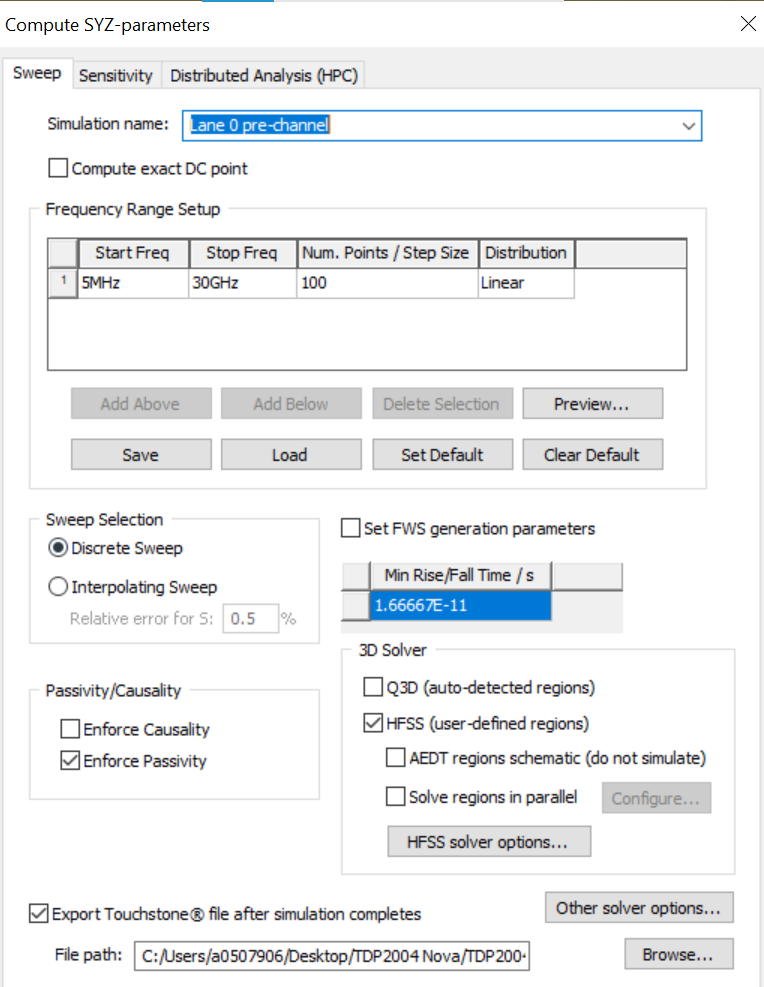 Compute SYZ-parameters
Sweep Sensitivity Distributed Analysis (HPC)
Simulation name: Lane 0 pre-channel
Compute exact DC point
Frequency Range Setup
Start Freq Stop Freq Num. Points / Step Size Distribution
1 5MHz 30GHz 100 Linear
Add Above Add Below Delete Selection Preview...
Save Load Set Default Clear Default
Sweep Selection
Discrete Sweep
Interpolating Sweep
Relative error for S: 0.5 %
Set FWS generation parameters
Min Rise/Fall Time / s
1.66667E-11
Passivity/Causality
Enforce Causality
Enforce Passivity
3D Solver
Q3D (auto-detected regions)
HFSS (user-defined regions)
AEDT regions schematic (do not simulate)
Solve regions in parallel Configure...
HFSS solver options...
Export Touchstone® file after simulation completes Other solver options...
File path: C:/Users/a0507906/Desktop/TDP2004 Nova/TDP200 Browse...